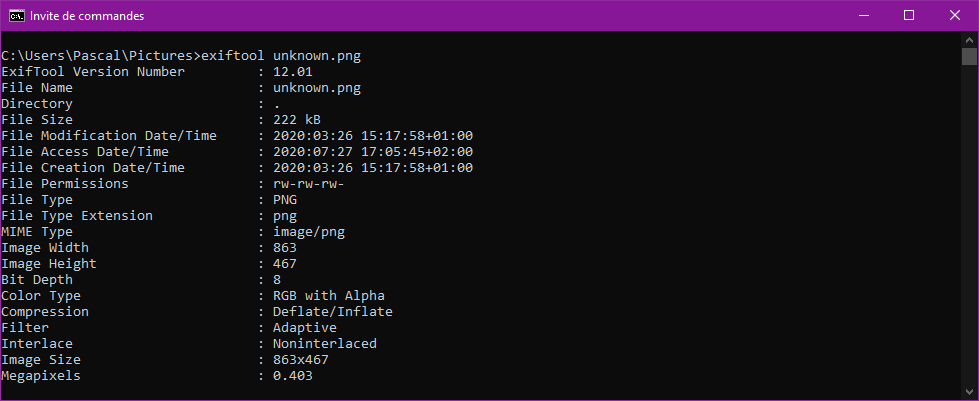 Invite de commandes
C:\Users\Pascal\Pictures>exiftool unknown.png
ExifTool Version Number : 12.01
File Name : unknown.png
Directory : .
File Size : 222 kB
File Modification Date/Time : 2020:03:26 15:17:58+01:00
File Access Date/Time : 2020:07:27 17:05:45+02:00
File Creation Date/Time : 2020:03:26 15:17:58+01:00
File Permissions : rw-rw-rw-
File Type : PNG
File Type Extension : png
MIME Type : image/png
Image Width : 863
Image Height : 467
Bit Depth : 8
Color Type : RGB with Alpha
Compression : Deflate/Inflate
Filter : Adaptive
Interlace : Noninterlaced
Image Size : 863x467
Megapixels : 0.403